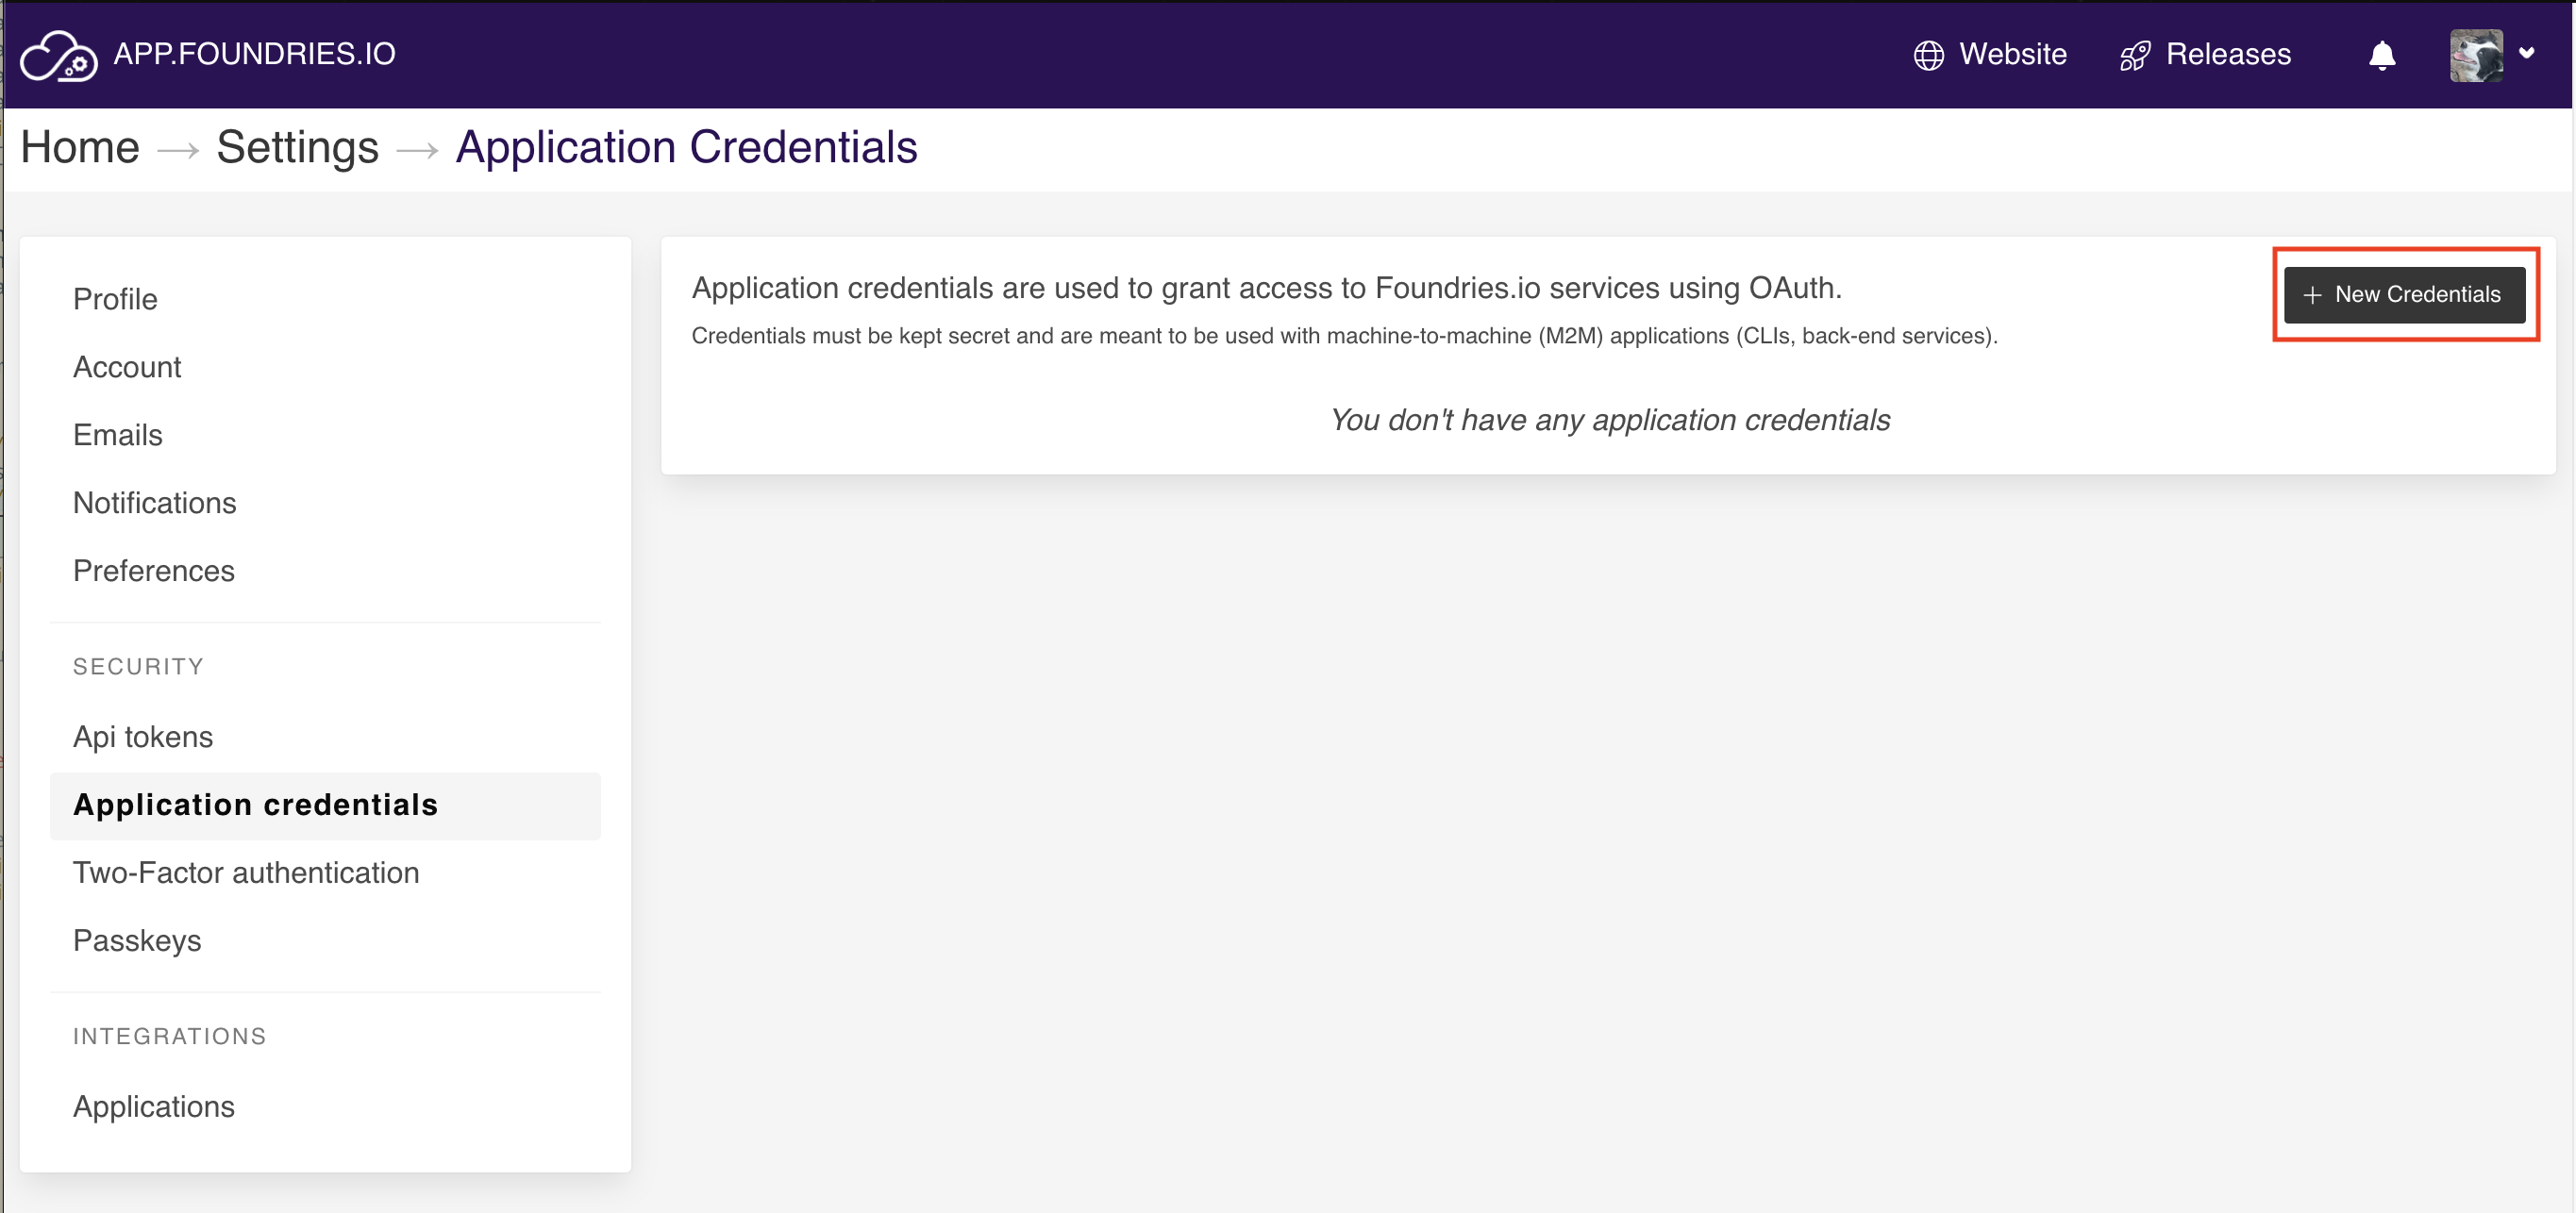 APP.FOUNDRIES.IO
Website
Releases
Home → Settings → Application Credentials
Profile
Account
Emails
Notifications
Preferences
SECURITY
Api tokens
Application credentials
Two-Factor authentication
Passkeys
INTEGRATIONS
Applications
Application credentials are used to grant access to Foundries.io services using OAuth.
Credentials must be kept secret and are meant to be used with machine-to-machine (M2M) applications (CLIs, back-end services).
+ New Credentials
You don't have any application credentials